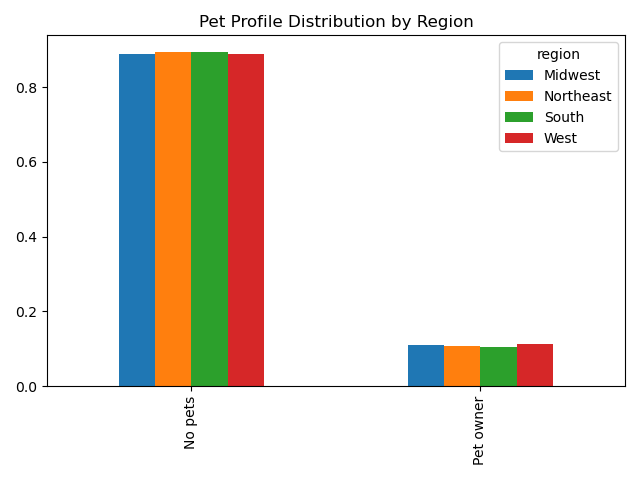 Pet Profile Distribution by Region
region
Midwest
Northeast
South
West
0.8
0.6
0.4
0.2
0.0
No pets
Pet owner